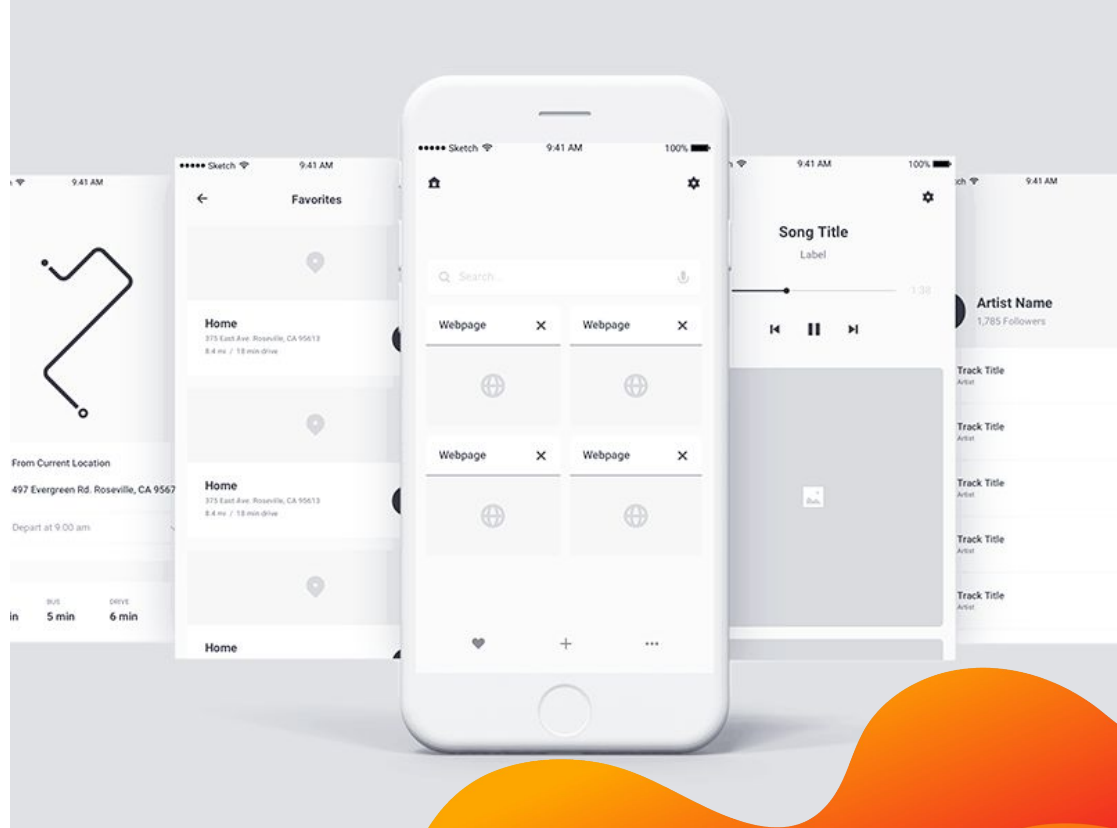 9:41 AM
From Current Location
497 Evergreen Rd. Roseville, CA 9567
Depart at 9:00 am
BUS
DRIVE
in
5 min
6 min
Sketch
9:41 AM
Favorites
Home
375 East Ave. Roseville, CA 95613
8.4 mi / 18 min drive
Home
375 East Ave. Roseville, CA 95613
8.4 mi / 18 min drive
Home
Sketch
9:41 AM
100%
Search...
Webpage
Webpage
Webpage
Webpage
9:41 AM
100%
Song Title
Label
1:38
ch
9:41 AM
Artist Name
1,785 Followers
Track Title
Artist
Track Title
Artist
Track Title
Artist
Track Title
Artist
Track Title
Artist